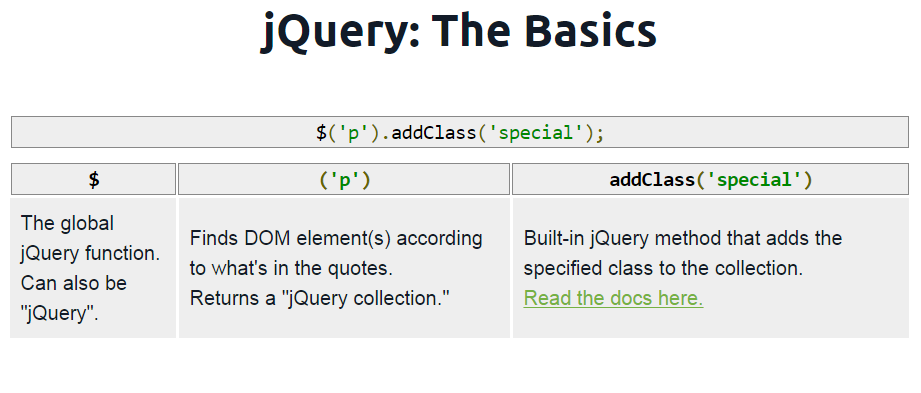 jQuery: The Basics
$('p').addClass('special');
$
('p')
addClass('special')
The global
jQuery function.
Can also be
"jQuery".
Finds DOM element(s) according
to what's in the quotes.
Returns a "jQuery collection."
Built-in jQuery method that adds the
specified class to the collection.
Read the docs here.